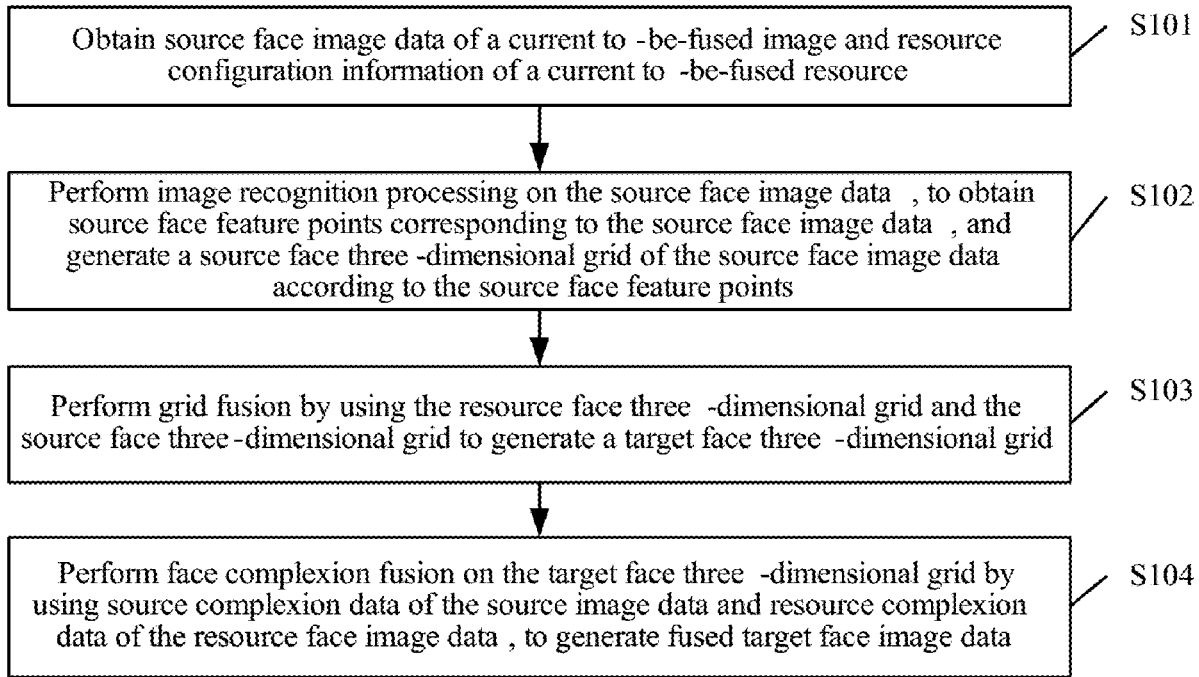 Obtain source face image data of a current to -be-fused image and resource
configuration information of a current to -be-fused resource
S101
Perform image recognition processing on the source face image data , to obtain
source face feature points corresponding to the source face image data , and
generate a source face three -dimensional grid of the source face image data
according to the source face feature points
S102
Perform grid fusion by using the resource face three -dimensional grid and the
source face three-dimensional grid to generate a target face three -dimensional grid
S103
Perform face complexion fusion on the target face three -dimensional grid by
using source complexion data of the source image data and resource complexion
data of the resource face image data , to generate fused target face image data
S104